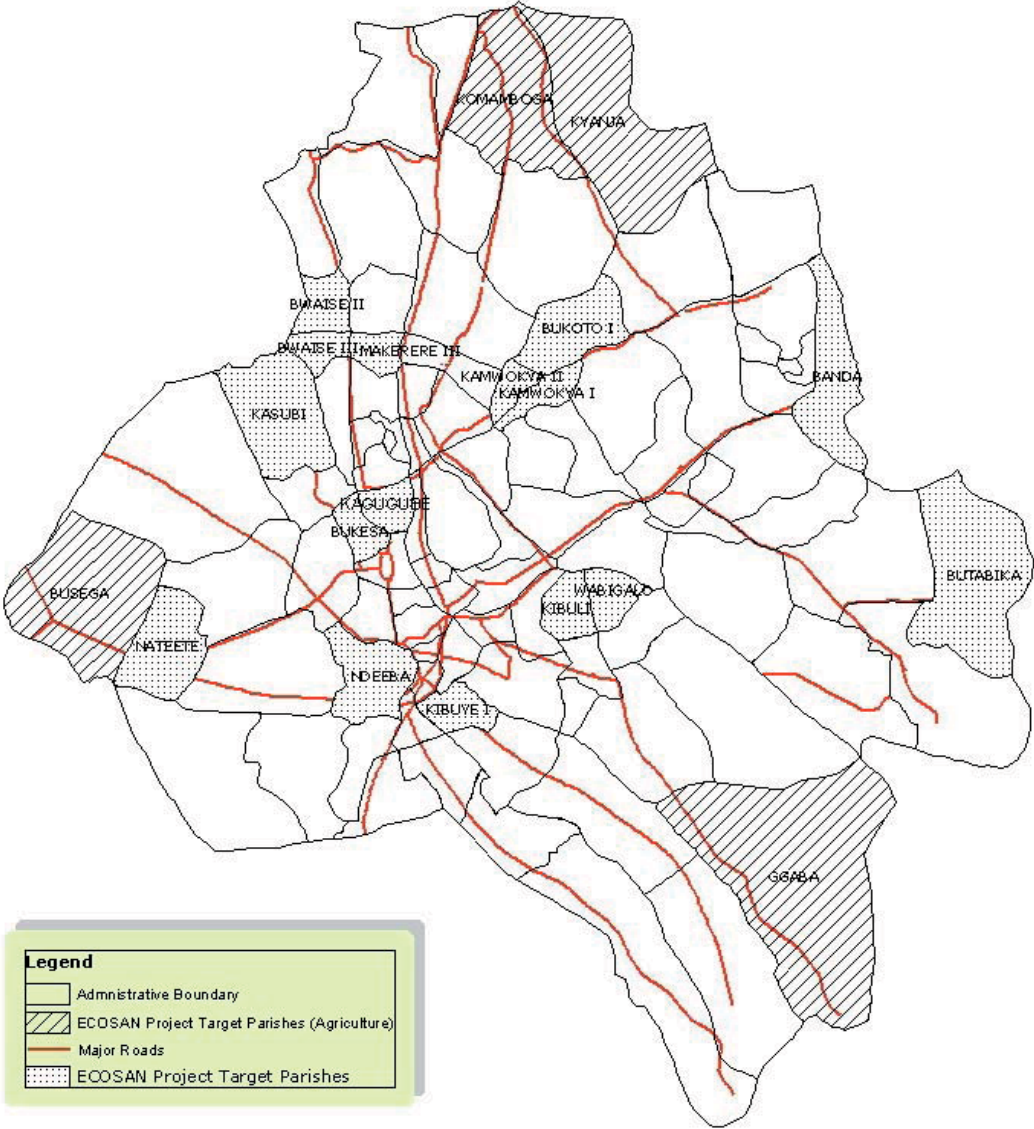 KOMAMBOGA
KYANJA
BWAISE II
BUKOTO I
BWAISE III
MAKERERE III
KAMWOKYA II
KAMWOKYA I
BANDA
KASUBI
KAGUGUBE
BUKESA
BUSEGA
WABIGALO
KIBULI
BUTABIKA
NATEETE
NDEEBA
KIBUYE I
GGABA
Legend
Admnistrative Boundary
ECOSAN Project Target Parishes (Agriculture)
Major Roads
ECOSAN Project Target Parishes